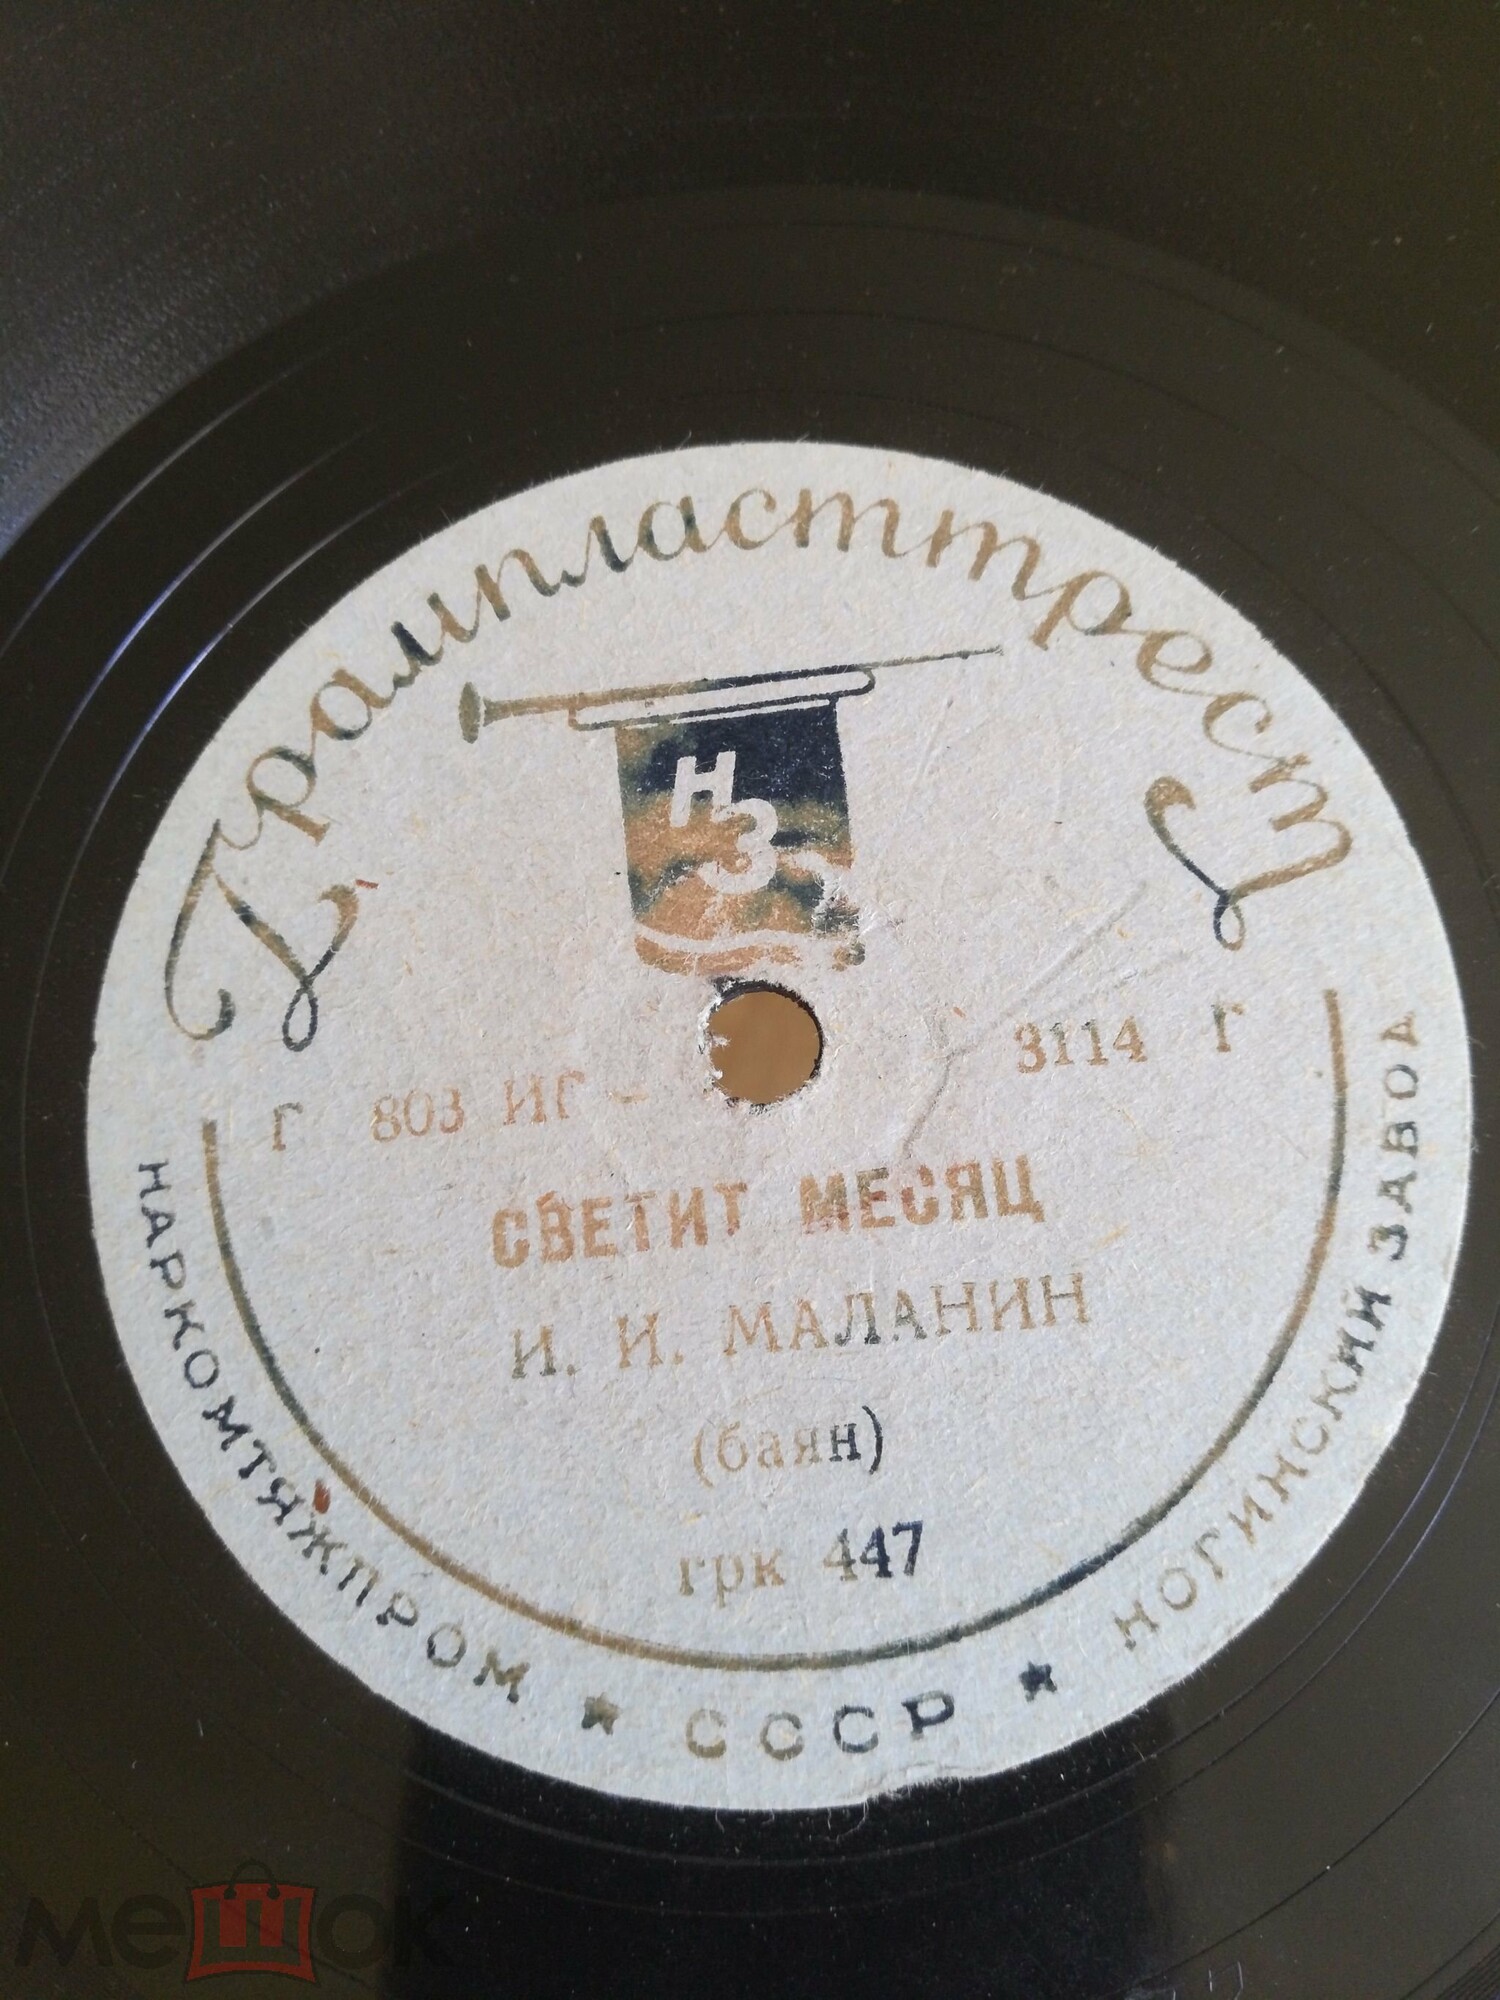 Грампласттрест
НЗ
Г 803 ИГ – 3114 Г
СВЕТИТ МЕСЯЦ
И. И. МАЛАНИН
(баян)
грк 447
НАРКОМТЯЖПРОМ ★ СССР ★ НОГИНСКИЙ ЗАВОД
мешок